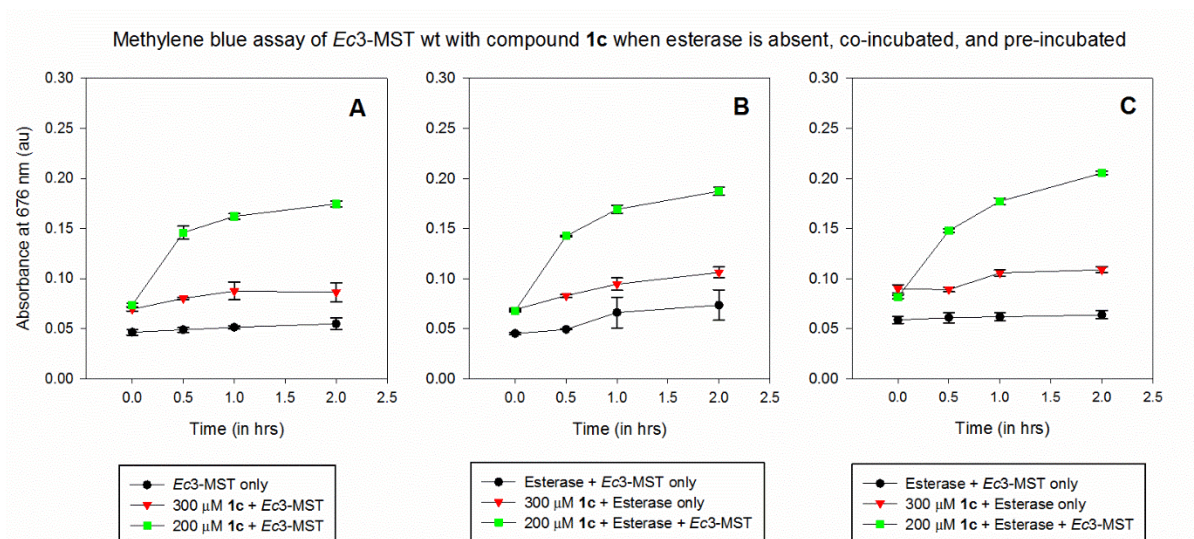 Methylene blue assay of Ec3-MST wt with compound 1c when esterase is absent, co-incubated, and pre-incubated
Absorbance at 676 nm (au)
0.30
0.25
0.20
0.15
0.10
0.05
0.00
A
0.0 0.5 1.0 1.5 2.0 2.5
Time (in hrs)
Ec3-MST only
300 μM 1c + Ec3-MST
200 μM 1c + Ec3-MST
0.30
0.25
0.20
0.15
0.10
0.05
0.00
B
0.0 0.5 1.0 1.5 2.0 2.5
Time (in hrs)
Esterase + Ec3-MST only
300 μM 1c + Esterase only
200 μM 1c + Esterase + Ec3-MST
0.30
0.25
0.20
0.15
0.10
0.05
0.00
C
0.0 0.5 1.0 1.5 2.0 2.5
Time (in hrs)
Esterase + Ec3-MST only
300 μM 1c + Esterase only
200 μM 1c + Esterase + Ec3-MST